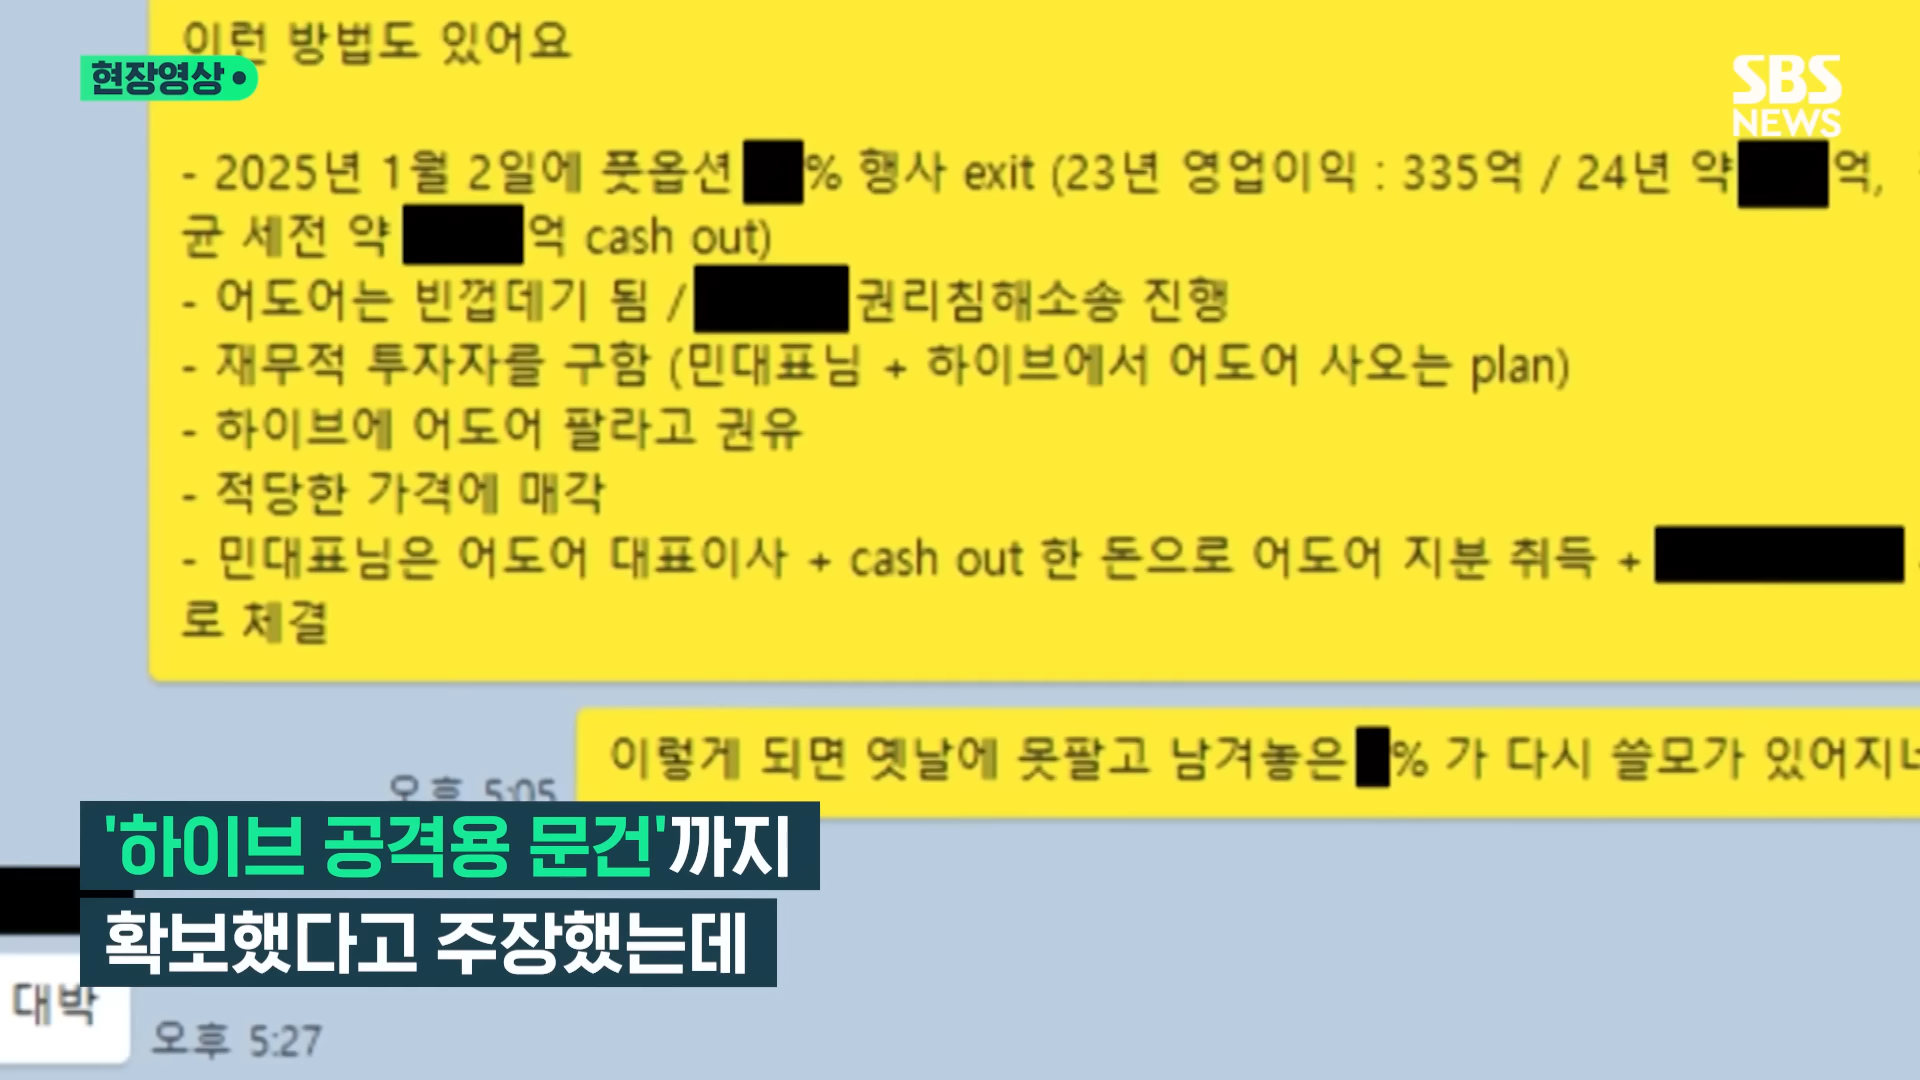 이런 방법도 있어요
현장영상
SBS
NEWS
- 2025년 1월 2일에 풋옵션 % 행사 exit (23년 영업이익 : 335억 / 24년 약 억,
균 세전 약 억 cash out)
- 어도어는 빈껍데기 됨 / 권리침해소송 진행
- 재무적 투자자를 구함 (민대표님 + 하이브에서 어도어 사오는 plan)
- 하이브에 어도어 팔라고 권유
- 적당한 가격에 매각
- 민대표님은 어도어 대표이사 + cash out 한 돈으로 어도어 지분 취득 +
로 체결
이렇게 되면 옛날에 못팔고 남겨놓은 % 가 다시 쓸모가 있어지
오후 5:05
'하이브 공격용 문건'까지
확보했다고 주장했는데
대박
오후 5:27